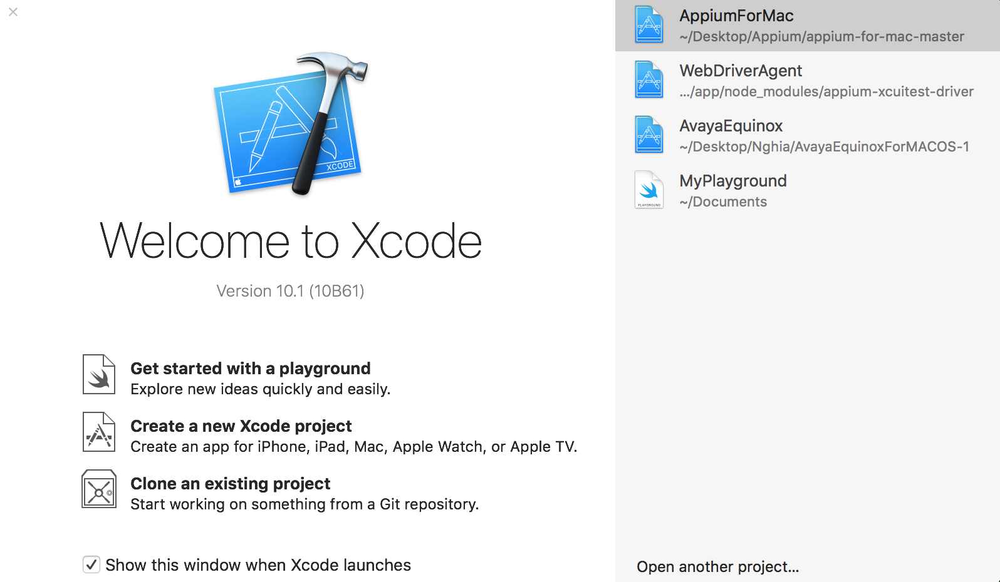 Welcome to Xcode
Version 10.1 (10B61)
Get started with a playground
Explore new ideas quickly and easily.
Create a new Xcode project
Create an app for iPhone, iPad, Mac, Apple Watch, or Apple TV.
Clone an existing project
Start working on something from a Git repository.
Show this window when Xcode launches
XCODE
AppiumForMac
~/Desktop/Appium/appium-for-mac-master
WebDriverAgent
.../app/node_modules/appium-xcuitest-driver
AvayaEquinox
~/Desktop/Nghia/AvayaEquinoxForMACOS-1
MyPlayground
~/Documents
PLAYGROUND
Open another project...